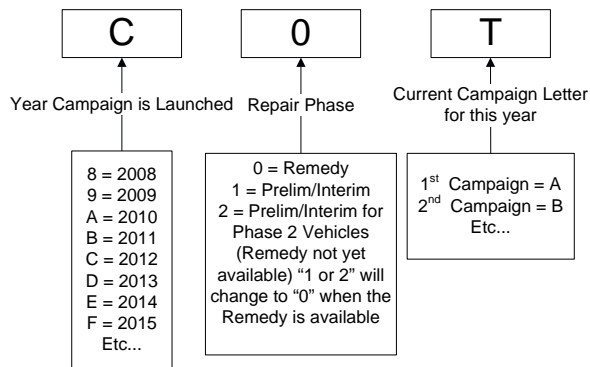 C
0
T
Year Campaign is Launched
Repair Phase
Current Campaign Letter
for this year
8 = 2008
9 = 2009
A = 2010
B = 2011
C = 2012
D = 2013
E = 2014
F = 2015
Etc...
0 = Remedy
1 = Prelim/Interim
2 = Prelim/Interim for
Phase 2 Vehicles
(Remedy not yet
available) “1 or 2” will
change to “0” when the
Remedy is available
1st Campaign = A
2nd Campaign = B
Etc...